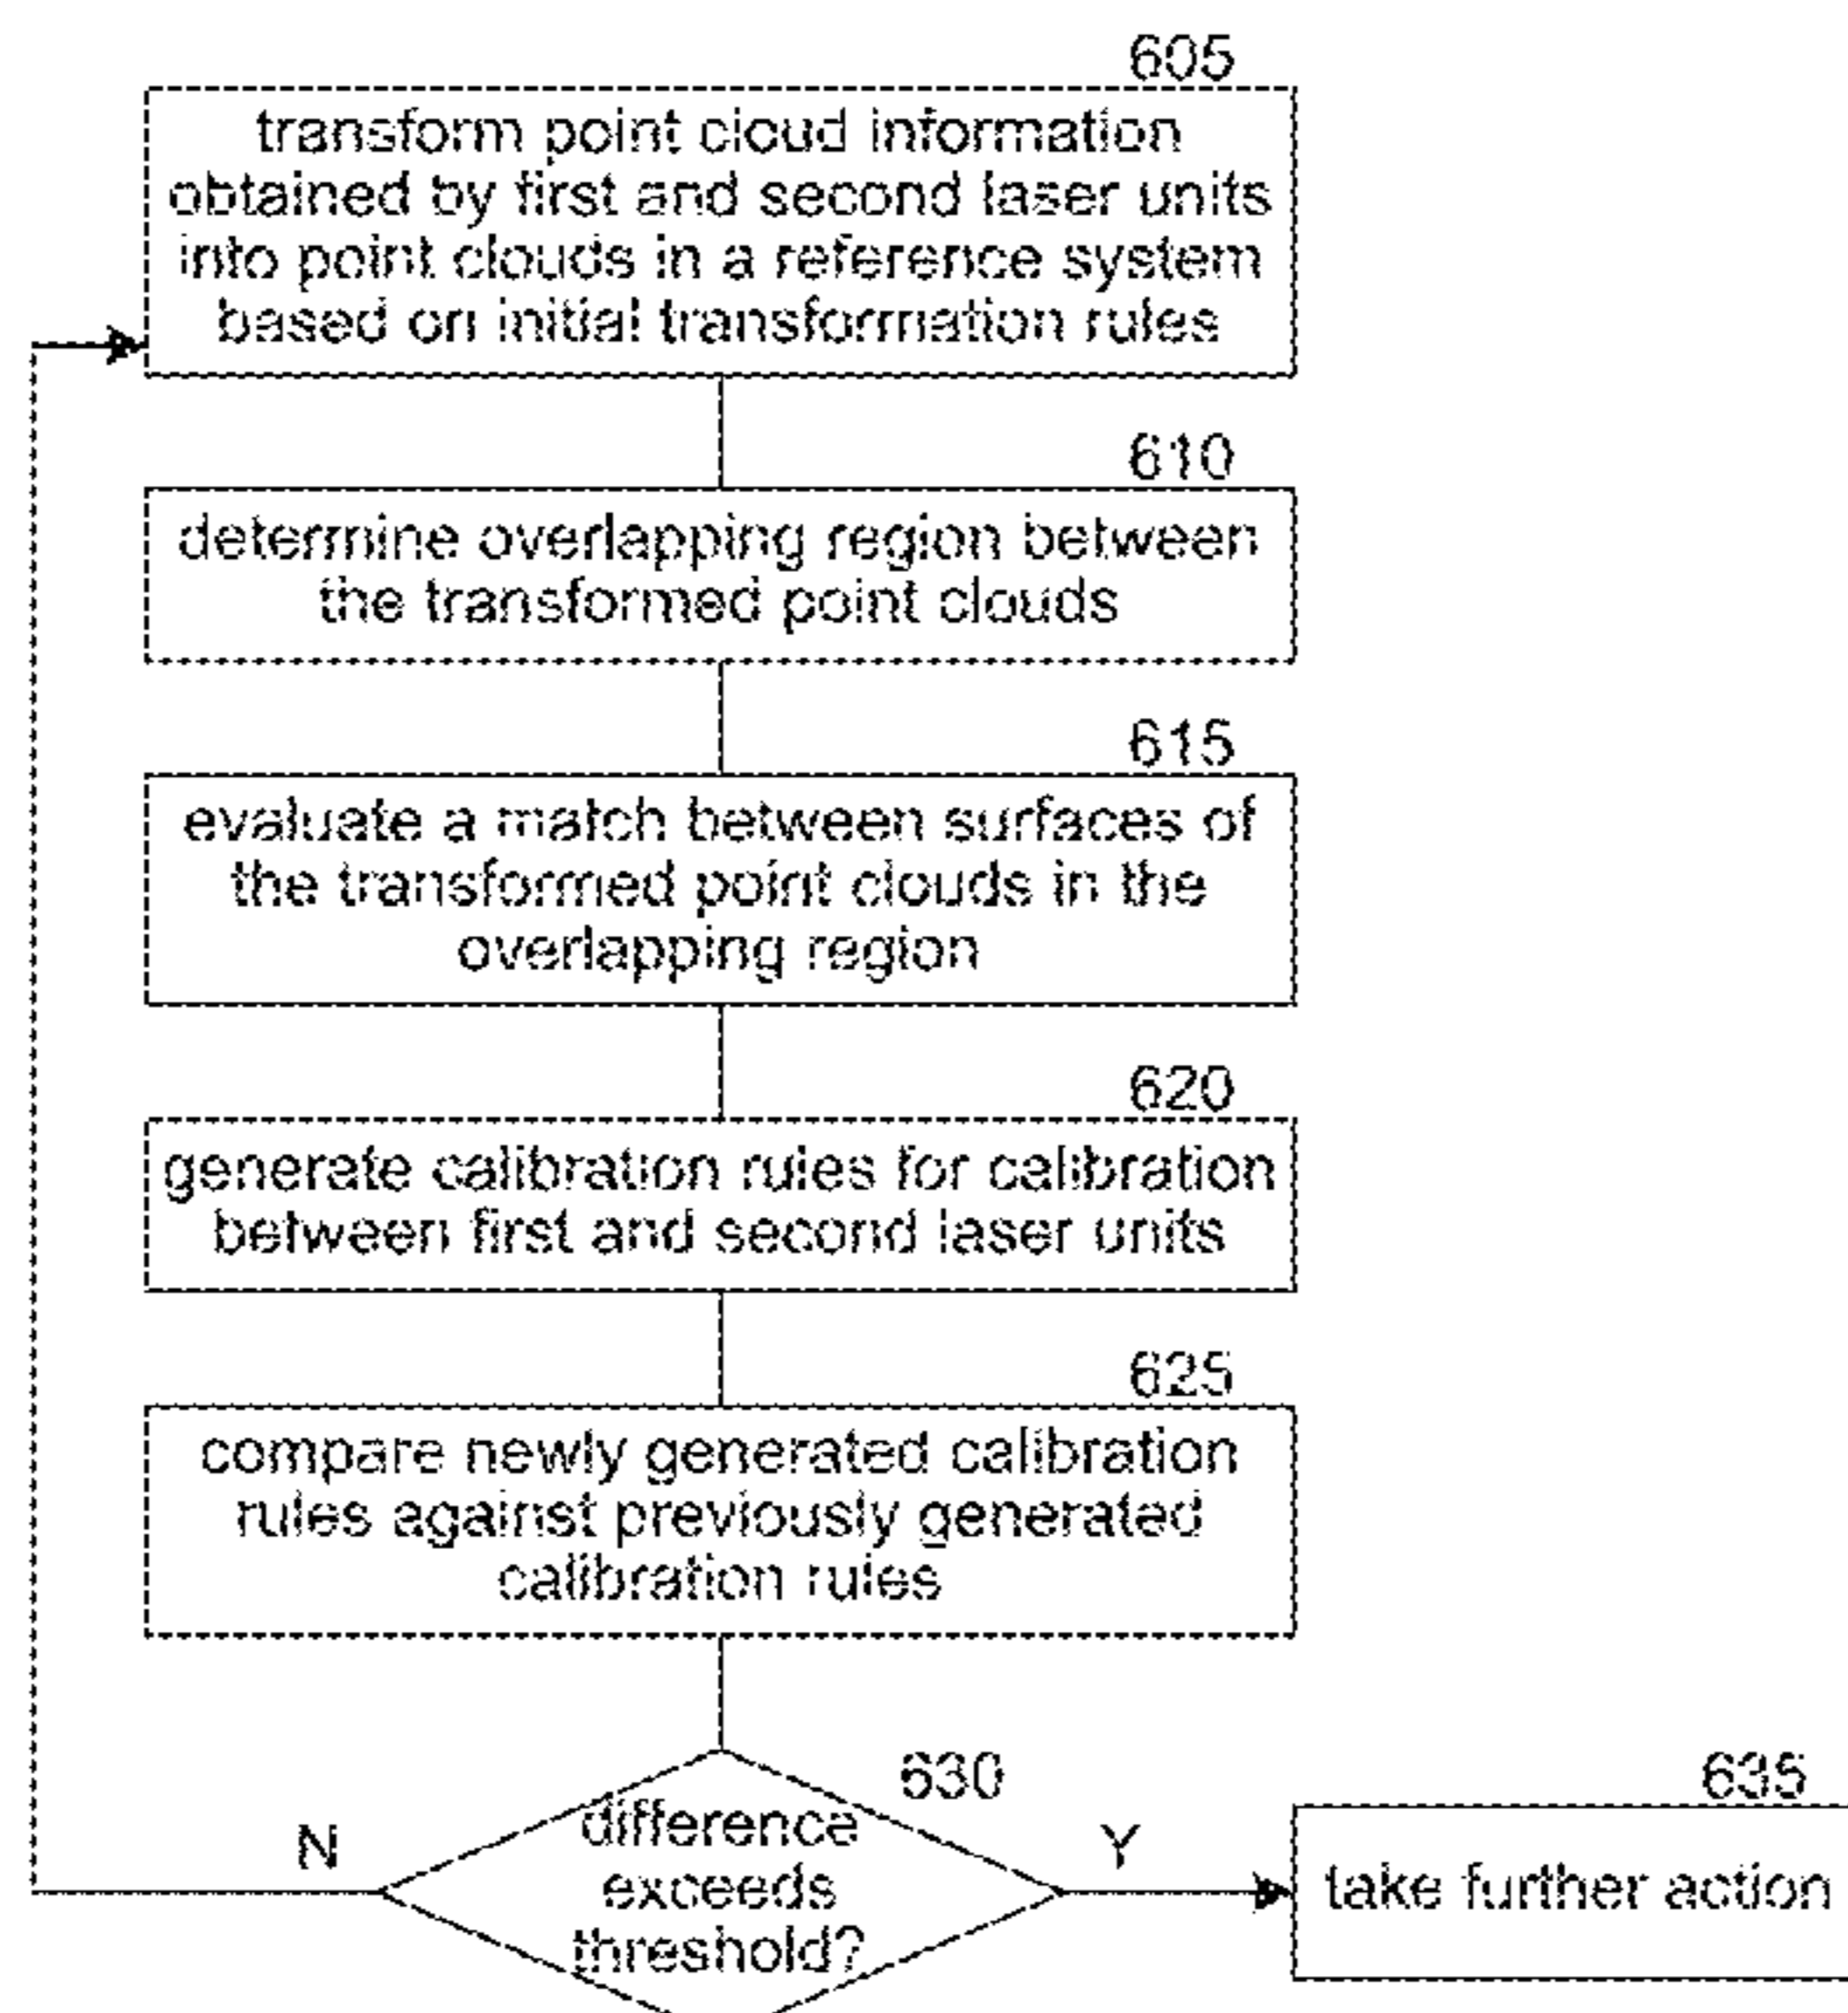 605
transform point cloud information
obtained by first and second laser units
into point clouds in a reference system
based on initial transformation rules
610
determine overlapping region between
the transformed point clouds
615
evaluate a match between surfaces of
the transformed point clouds in the
overlapping region
620
generate calibration rules for calibration
between first and second laser units
625
compare newly generated calibration
rules against previously generated
calibration rules
630
difference
exceeds
threshold?
N
Y
635
take further action